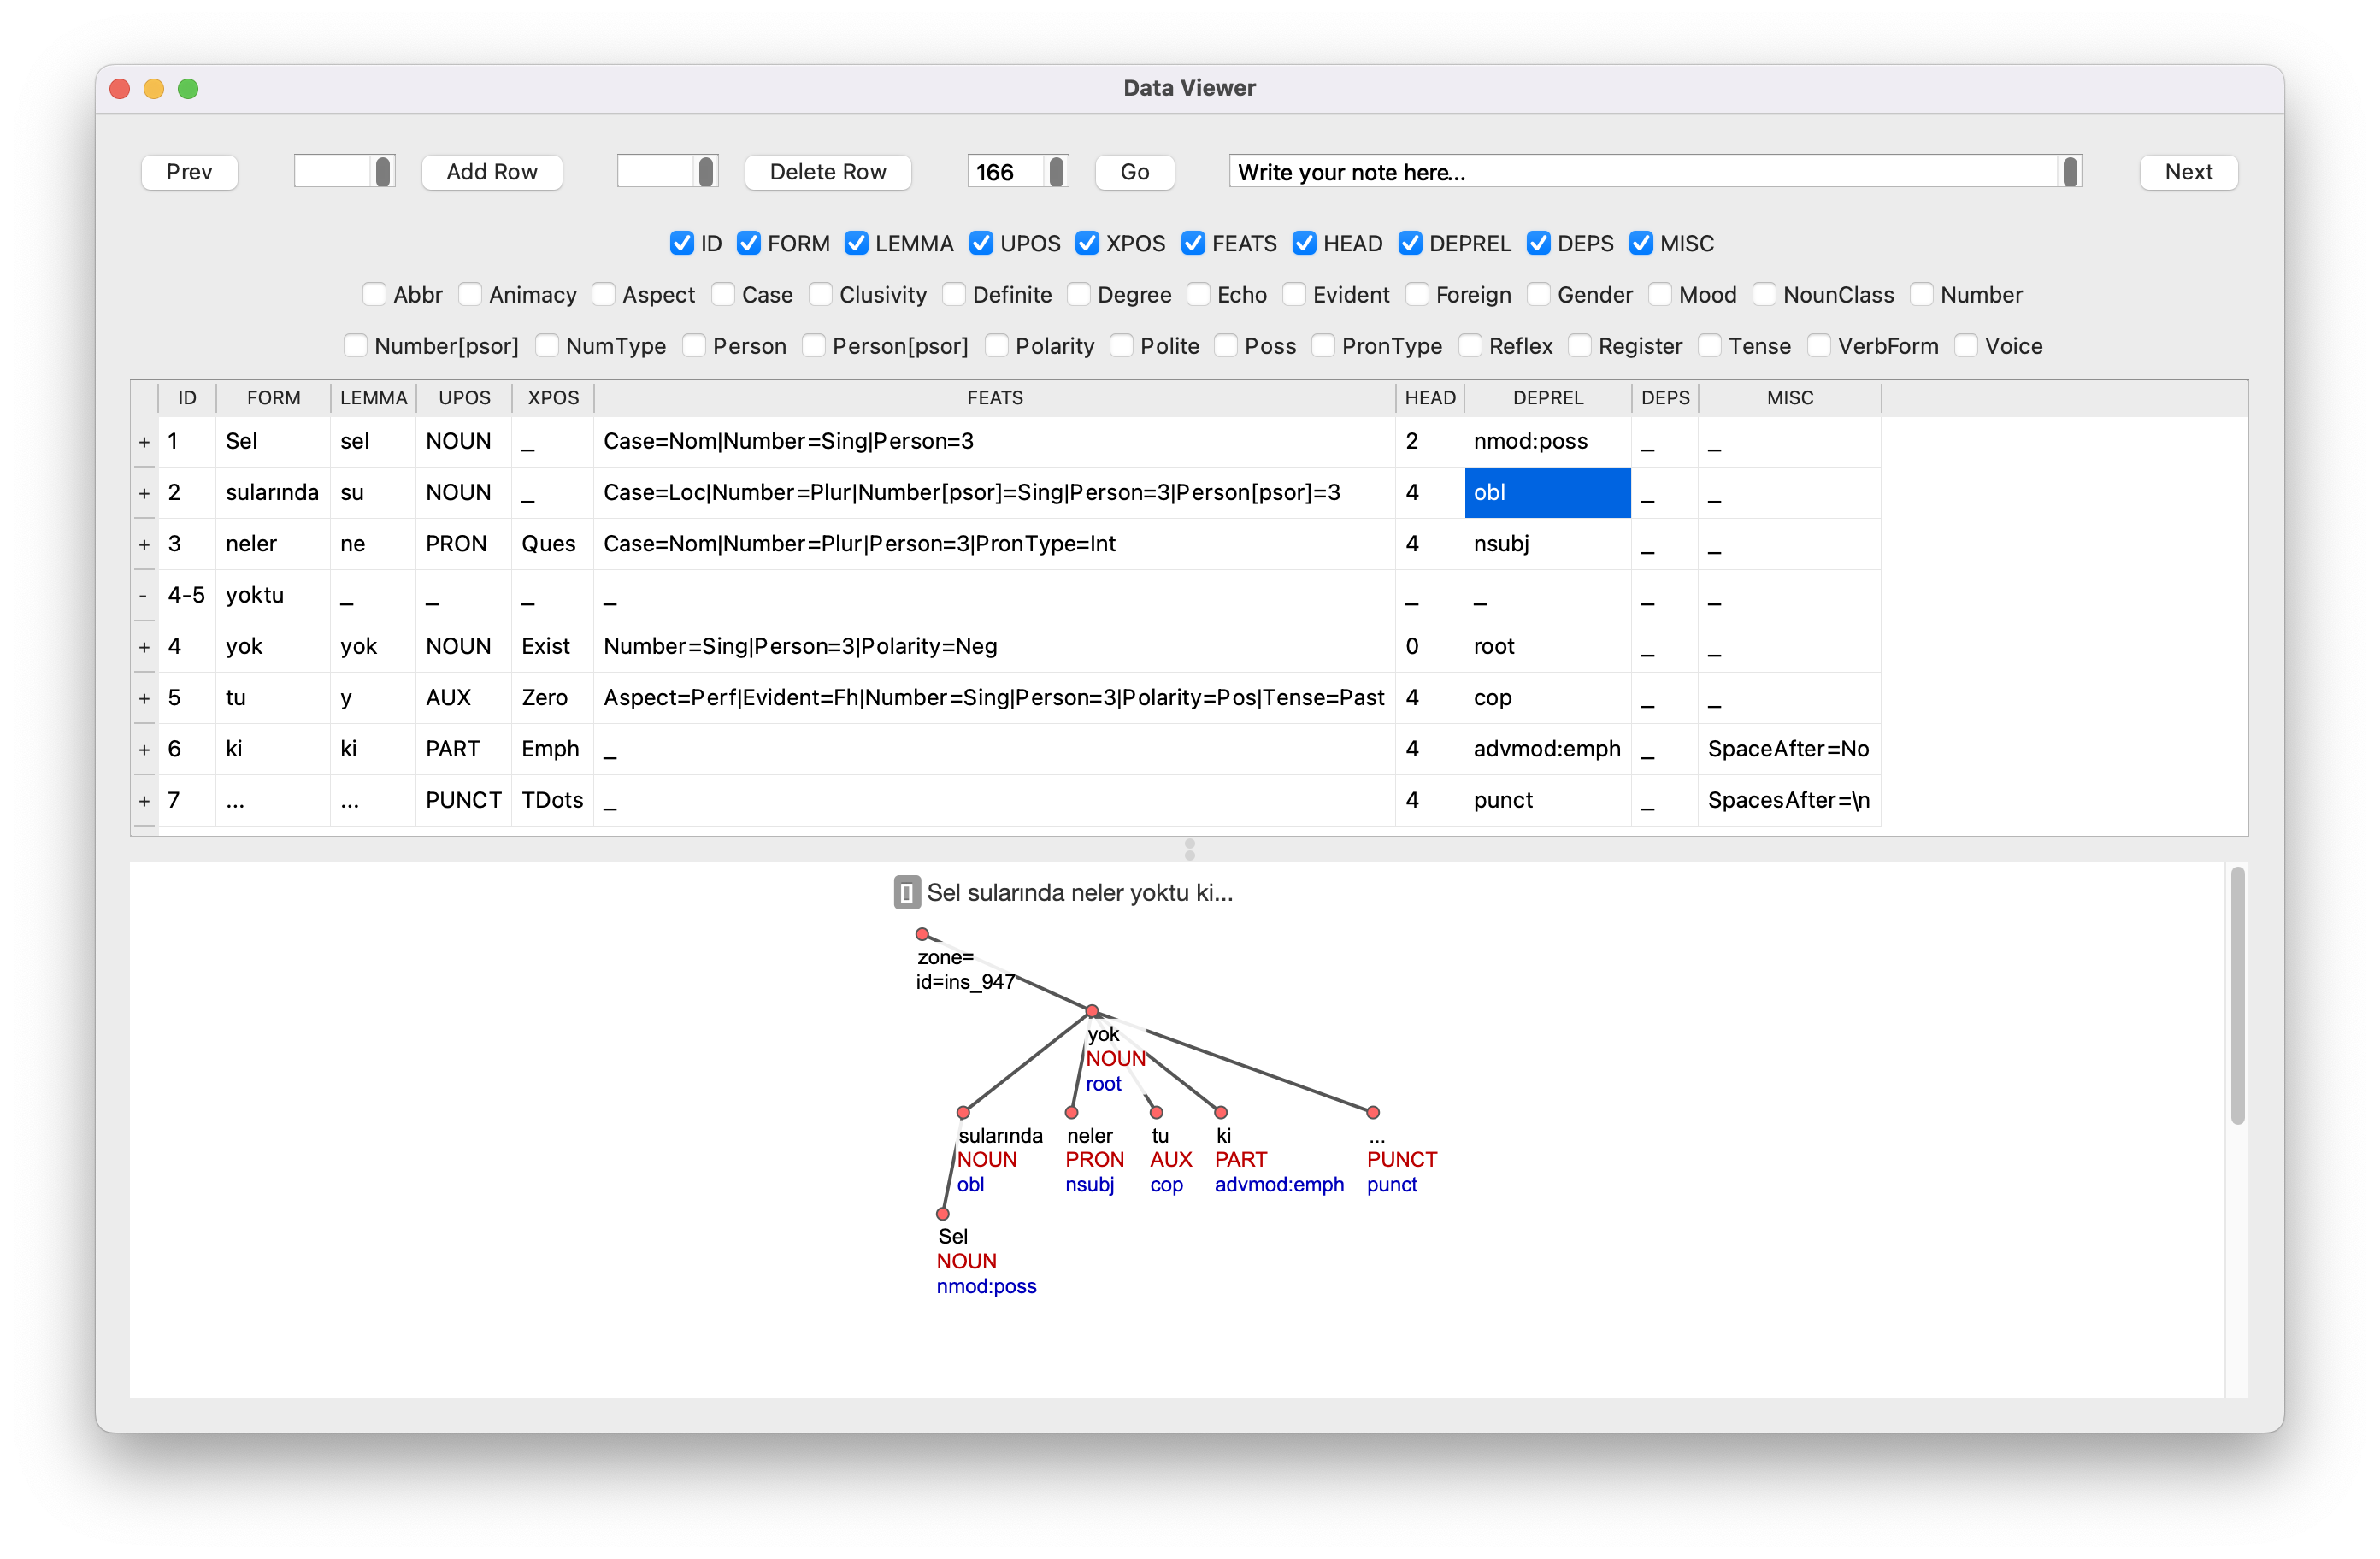 Data Viewer
Prev Add Row Delete Row 166 Go Write your note here... Next
ID FORM LEMMA UPOS XPOS FEATS HEAD DEPREL DEPS MISC
Abbr Animacy Aspect Case Clusivity Definite Degree Echo Evident Foreign Gender Mood NounClass Number
Number[psor] NumType Person Person[psor] Polarity Polite Poss PronType Reflex Register Tense VerbForm Voice
ID FORM LEMMA UPOS XPOS FEATS HEAD DEPREL DEPS MISC
+ 1 Sel sel NOUN _ Case=Nom|Number=Sing|Person=3 2 nmod:poss _ _
+ 2 sularında su NOUN _ Case=Loc|Number=Plur|Number[psor]=Sing|Person=3|Person[psor]=3 4 obl _ _
+ 3 neler ne PRON Ques Case=Nom|Number=Plur|Person=3|PronType=Int 4 nsubj _ _
- 4-5 yoktu _ _ _ _ _ _ _ _
+ 4 yok yok NOUN Exist Number=Sing|Person=3|Polarity=Neg 0 root _ _
+ 5 tu y AUX Zero Aspect=Perf|Evident=Fh|Number=Sing|Person=3|Polarity=Pos|Tense=Past 4 cop _ _
+ 6 ki ki PART Emph _ 4 advmod:emph _ SpaceAfter=No
+ 7 ... ... PUNCT TDots _ 4 punct _ SpacesAfter=\n
Sel sularında neler yoktu ki...
zone=
id=ins_947
yok
NOUN
root
sularında neler tu ki ...
NOUN PRON AUX PART PUNCT
obl nsubj cop advmod:emph punct
Sel
NOUN
nmod:poss